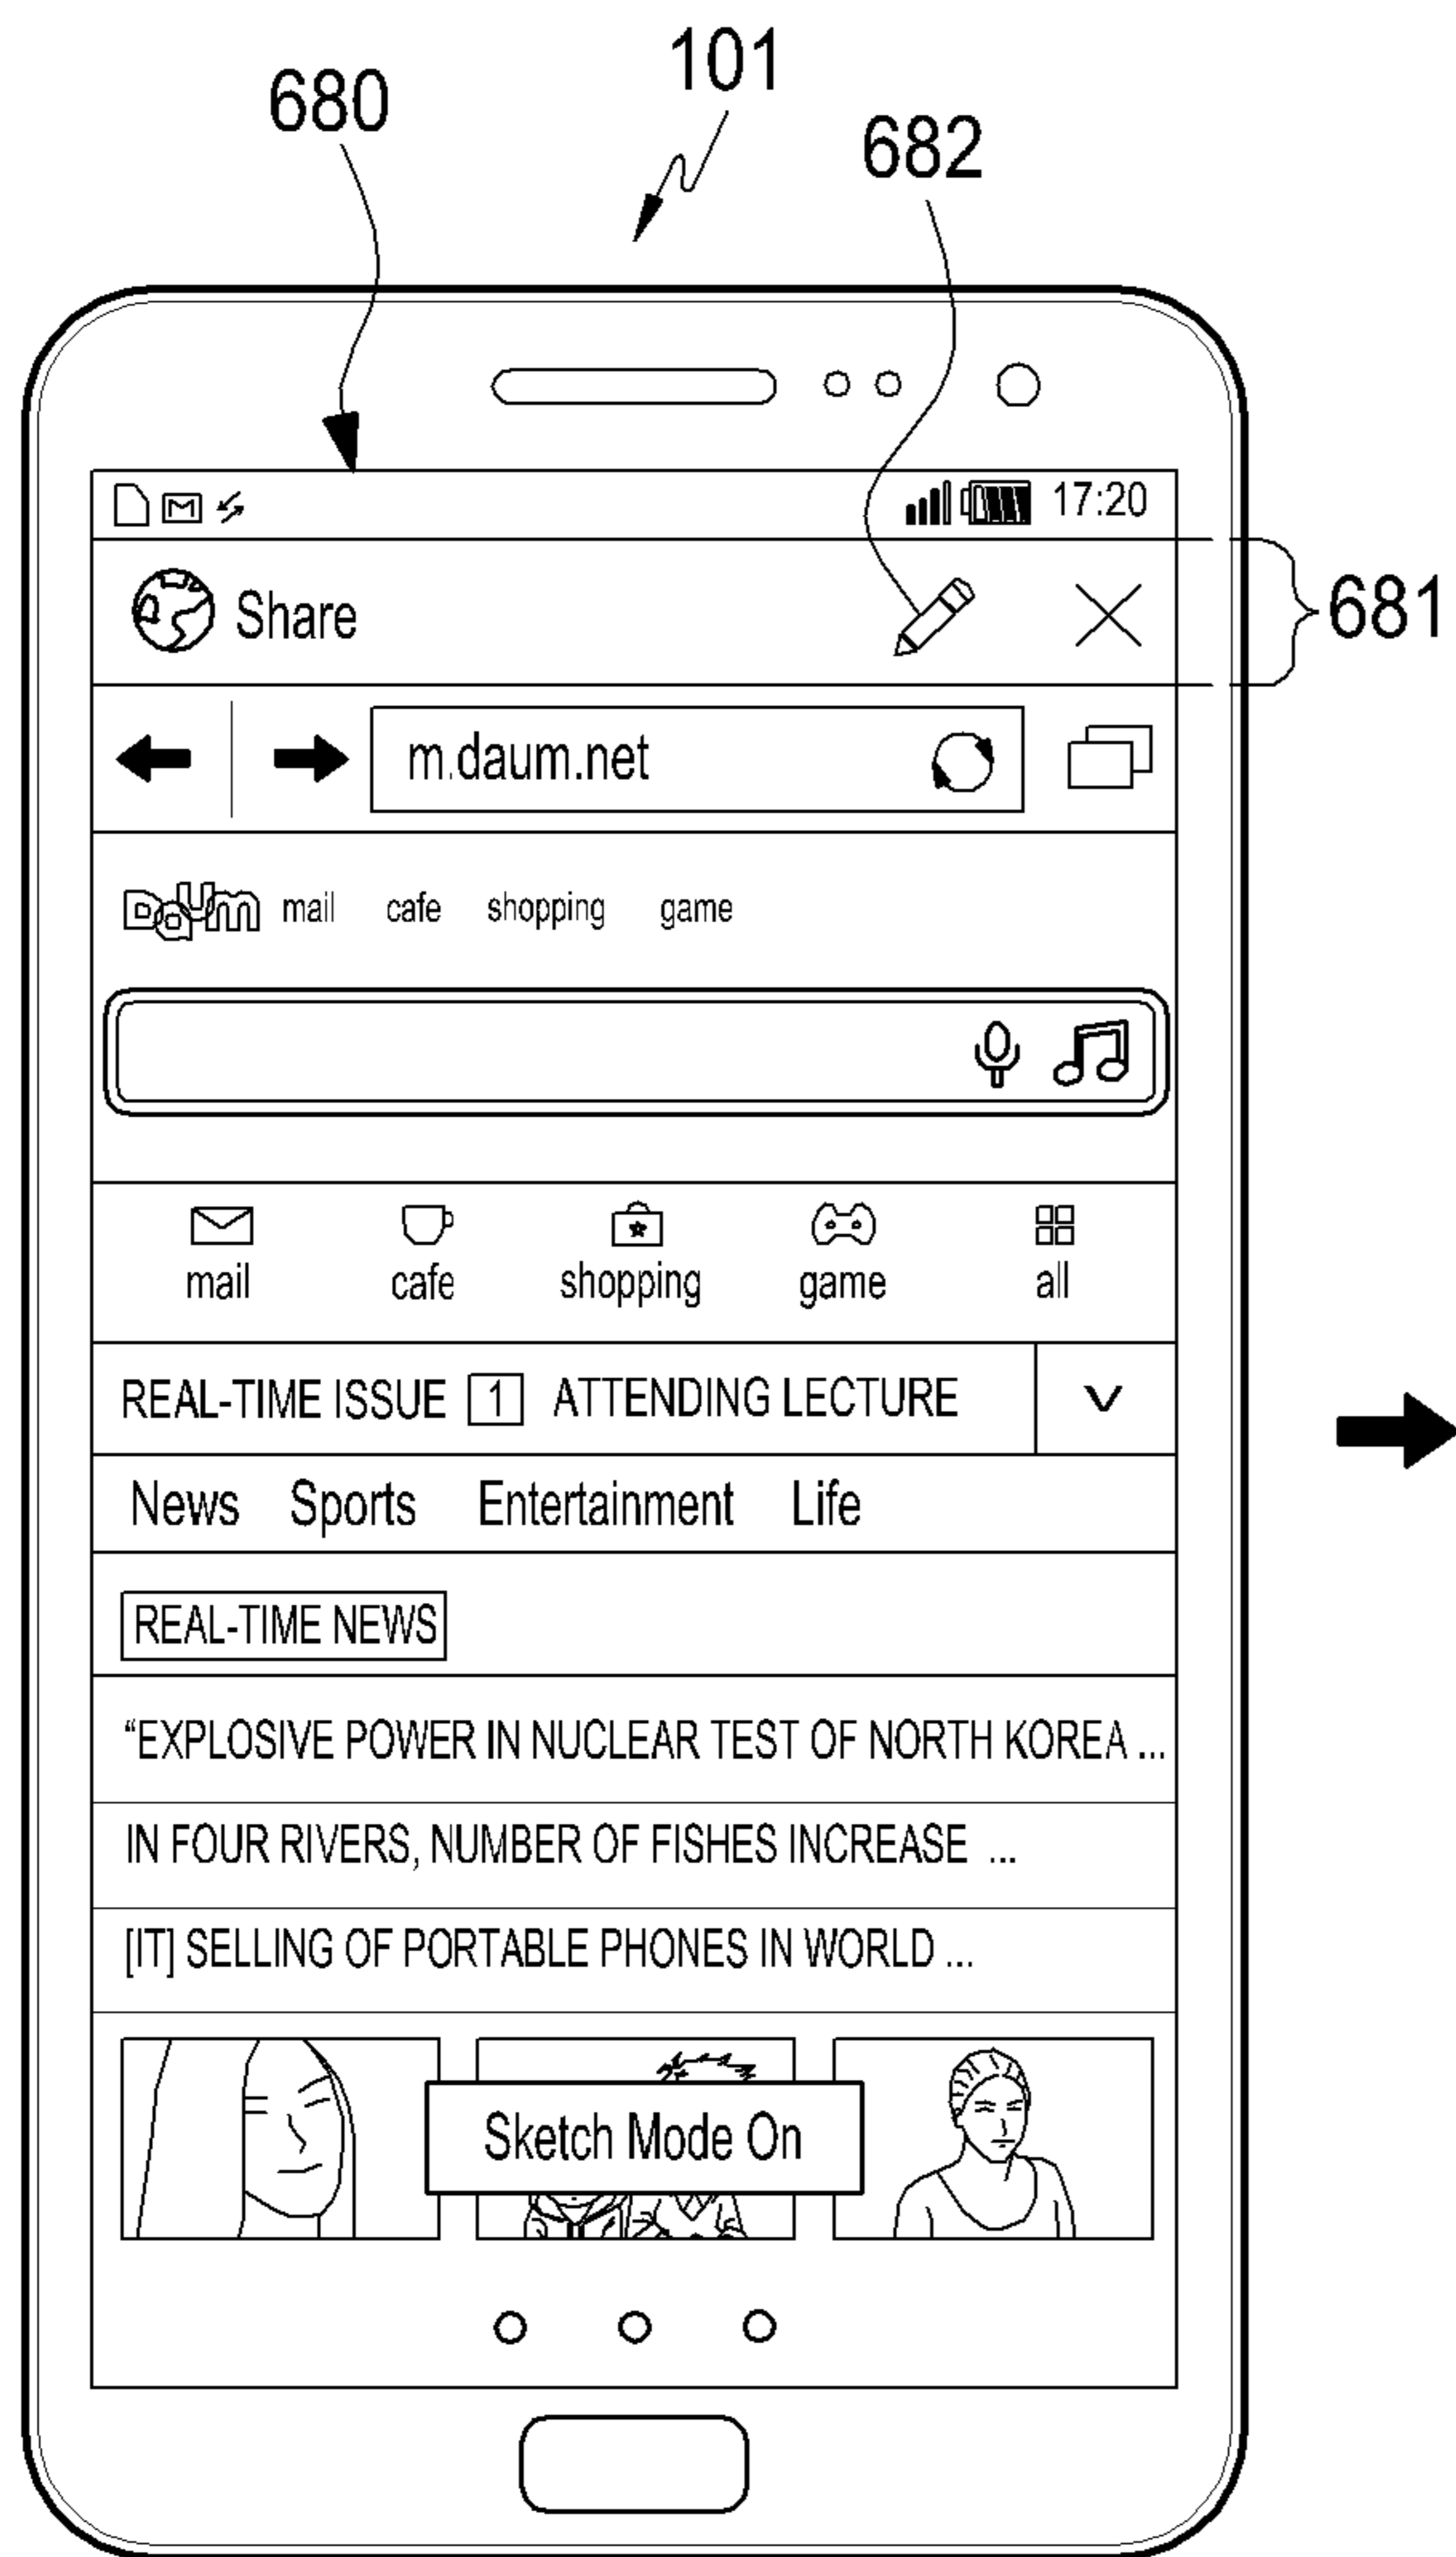 101
680
682
17:20
Share
681
m.daum.net
Daum mail cafe shopping game
mail cafe shopping game all
REAL-TIME ISSUE 1 ATTENDING LECTURE
News Sports Entertainment Life
REAL-TIME NEWS
“EXPLOSIVE POWER IN NUCLEAR TEST OF NORTH KOREA ...
IN FOUR RIVERS, NUMBER OF FISHES INCREASE ...
[IT] SELLING OF PORTABLE PHONES IN WORLD ...
Sketch Mode On